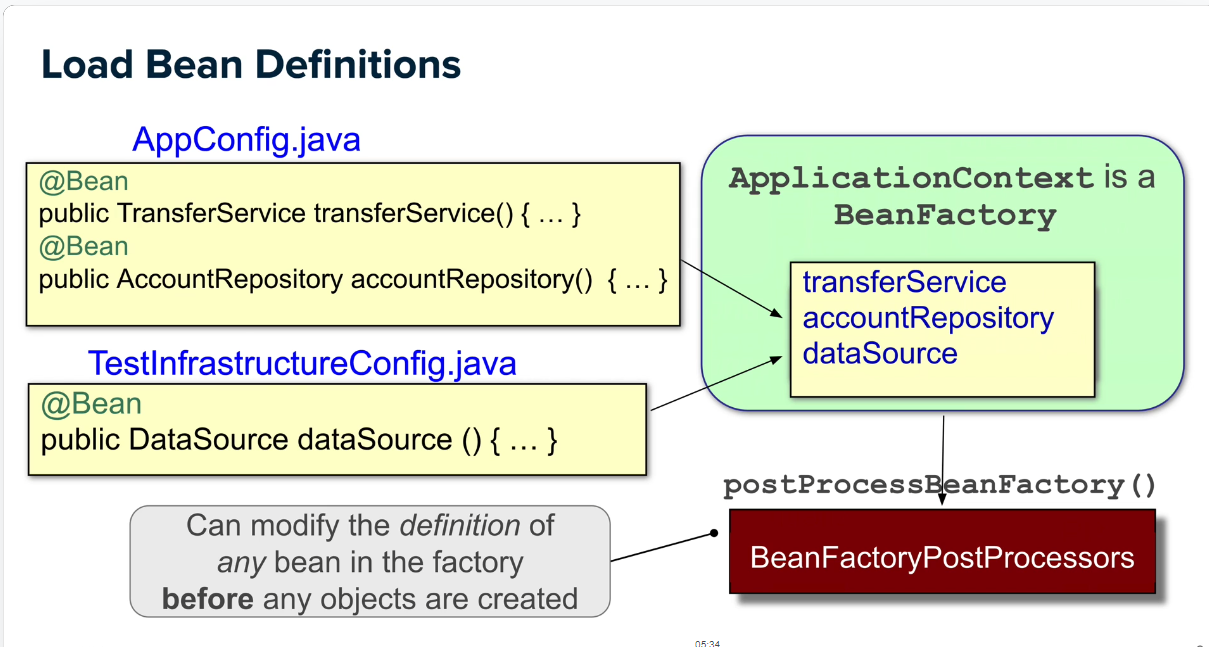 Load Bean Definitions
AppConfig.java
@Bean
public TransferService transferService() { … }
@Bean
public AccountRepository accountRepository()  { … }
TestInfrastructureConfig.java
@Bean
public DataSource dataSource () { … }
ApplicationContext is a
BeanFactory
transferService
accountRepository
dataSource
postProcessBeanFactory()
BeanFactoryPostProcessors
Can modify the definition of
any bean in the factory
before any objects are created
05:34